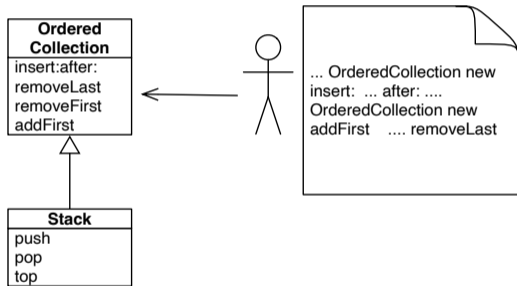 Ordered
Collection
insert:after:
removeLast
removeFirst
addFirst
... OrderedCollection new
insert: ... after: ....
OrderedCollection new
addFirst .... removeLast
Stack
push
pop
top